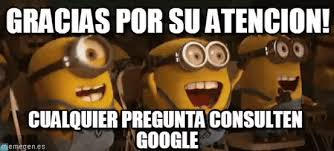 GRACIAS POR SU ATENCION!
CUALQUIER PREGUNTA CONSULTEN
GOOGLE
memegen.es